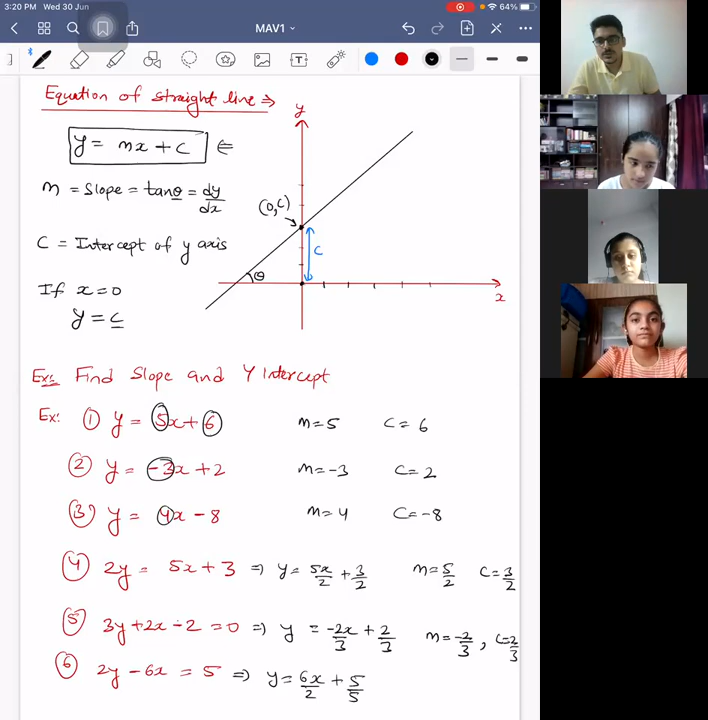 3:20 PM Wed 30 Jun
64%
MAV1
Equation of straight line ⇒
y = mx + c ⇐
m = Slope = tanθ = dy/dx
C = Intercept of y axis
If x = 0
y = c
y
(0,C)
C
θ
x
Ex: Find Slope and Y Intercept
Ex: ① y = 5x + 6 m = 5 C = 6
② y = -3x + 2 m = -3 C = 2
③ y = 4x - 8 m = 4 C = -8
④ 2y = 5x + 3 ⇒ y = 5x/2 + 3/2 m = 5/2 C = 3/2
⑤ 3y + 2x - 2 = 0 ⇒ y = -2x/3 + 2/3 m = -2/3 , C = 2/3
⑥ 2y - 6x = 5 ⇒ y = 6x/2 + 5/5